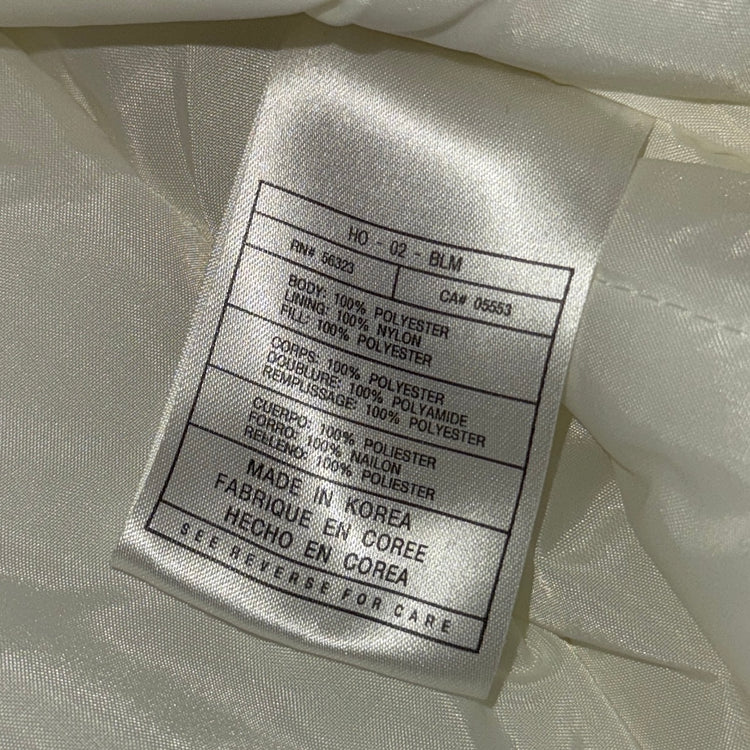 HO - 02 - BLM
RN# 56323
CA# 05553
BODY: 100% POLYESTER
LINING: 100% NYLON
FILL: 100% POLYESTER
CORPS: 100% POLYESTER
DOUBLURE: 100% POLYAMIDE
REMPLISSAGE: 100% POLYESTER
CUERPO: 100% POLIESTER
FORRO: 100% NAILON
RELLENO: 100% POLIESTER
MADE IN KOREA
FABRIQUE EN COREE
HECHO EN COREA
SEE REVERSE FOR CARE